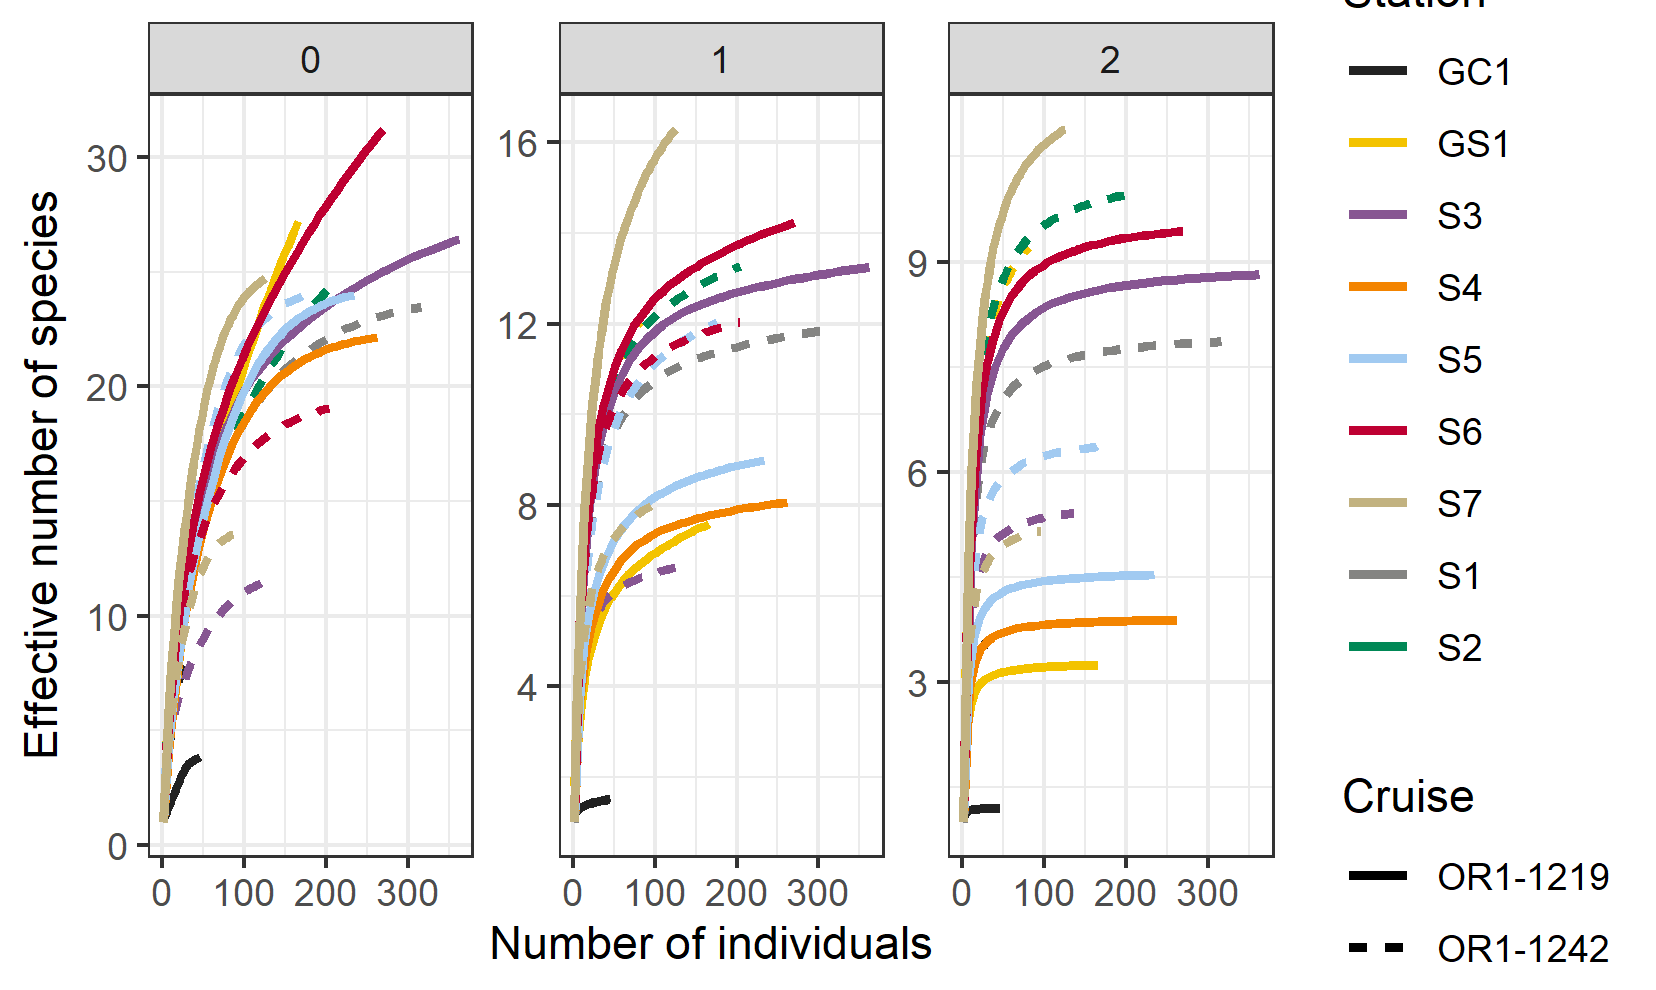 Station
0 1 2
GC1
GS1
S3
S4
S5
S6
S7
S1
S2
Cruise
OR1-1219
OR1-1242
Effective number of species
30
20
10
0
16
12
8
4
9
6
3
0 100 200 300
0 100 200 300
0 100 200 300
Number of individuals